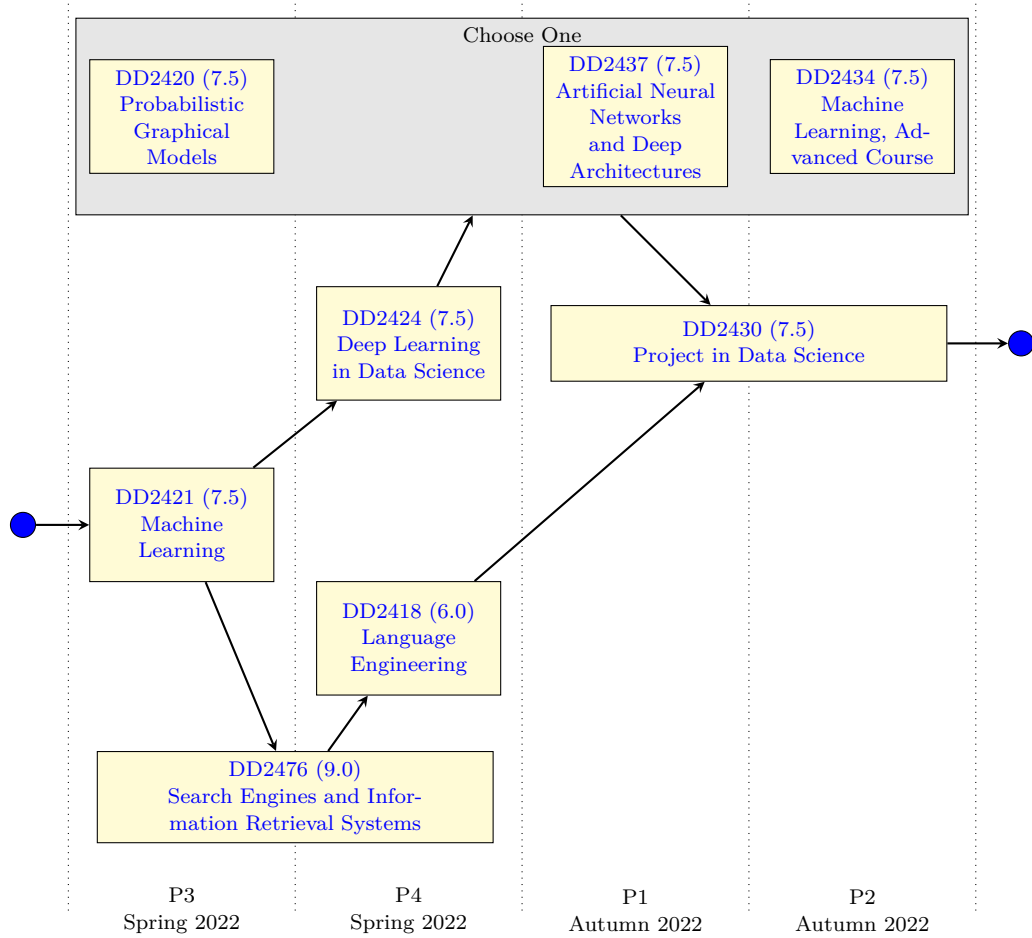 Choose One
DD2420 (7.5)
Probabilistic
Graphical
Models
DD2437 (7.5)
Artificial Neural
Networks
and Deep
Architectures
DD2434 (7.5)
Machine
Learning, Ad-
vanced Course
DD2424 (7.5)
Deep Learning
in Data Science
DD2430 (7.5)
Project in Data Science
DD2421 (7.5)
Machine
Learning
DD2418 (6.0)
Language
Engineering
DD2476 (9.0)
Search Engines and Infor-
mation Retrieval Systems
P3
Spring 2022
P4
Spring 2022
P1
Autumn 2022
P2
Autumn 2022